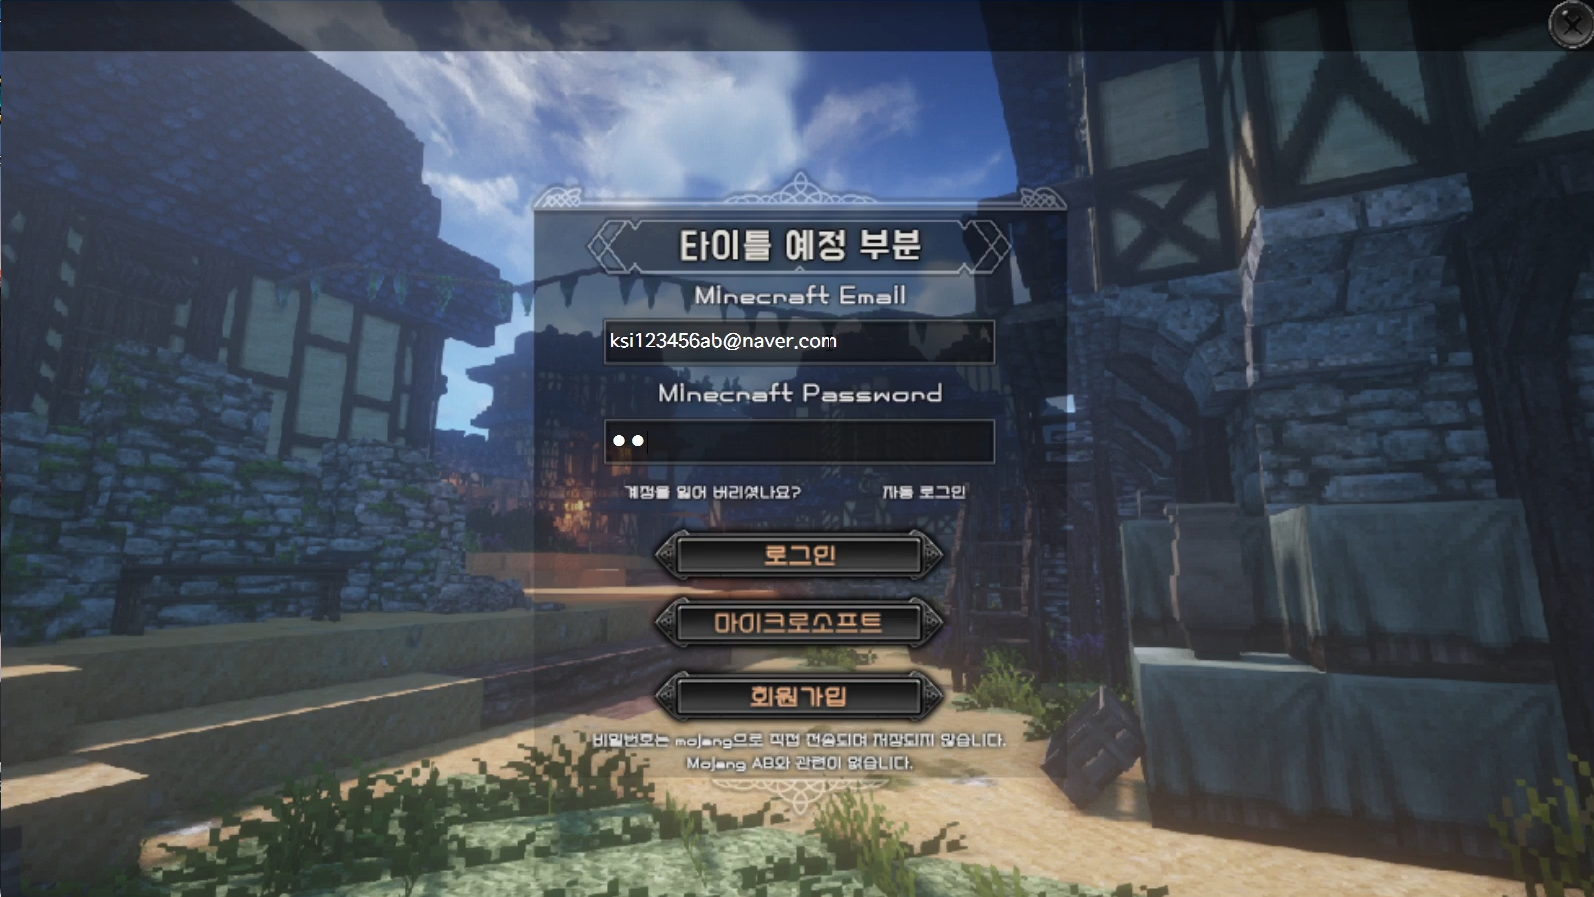 타이틀 예정 부분
Minecraft Email
ksi123456ab@naver.com
Minecraft Password
계정을 잃어 버리셨나요? 자동 로그인
로그인
마이크로소프트
회원가입
비밀번호는 mojang으로 직접 전송되며 저장되지 않습니다.
Mojang AB와 관련이 없습니다.